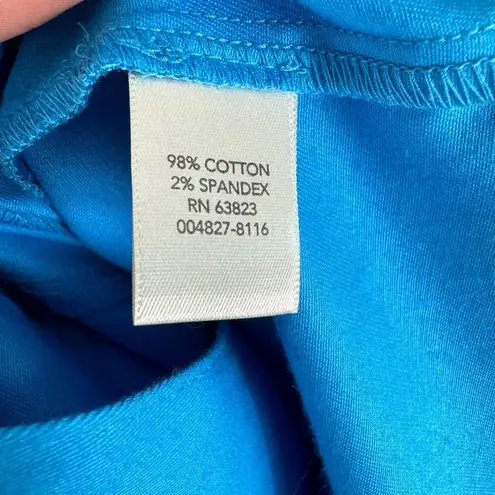 98% COTTON
2% SPANDEX
RN 63823
004827-8116